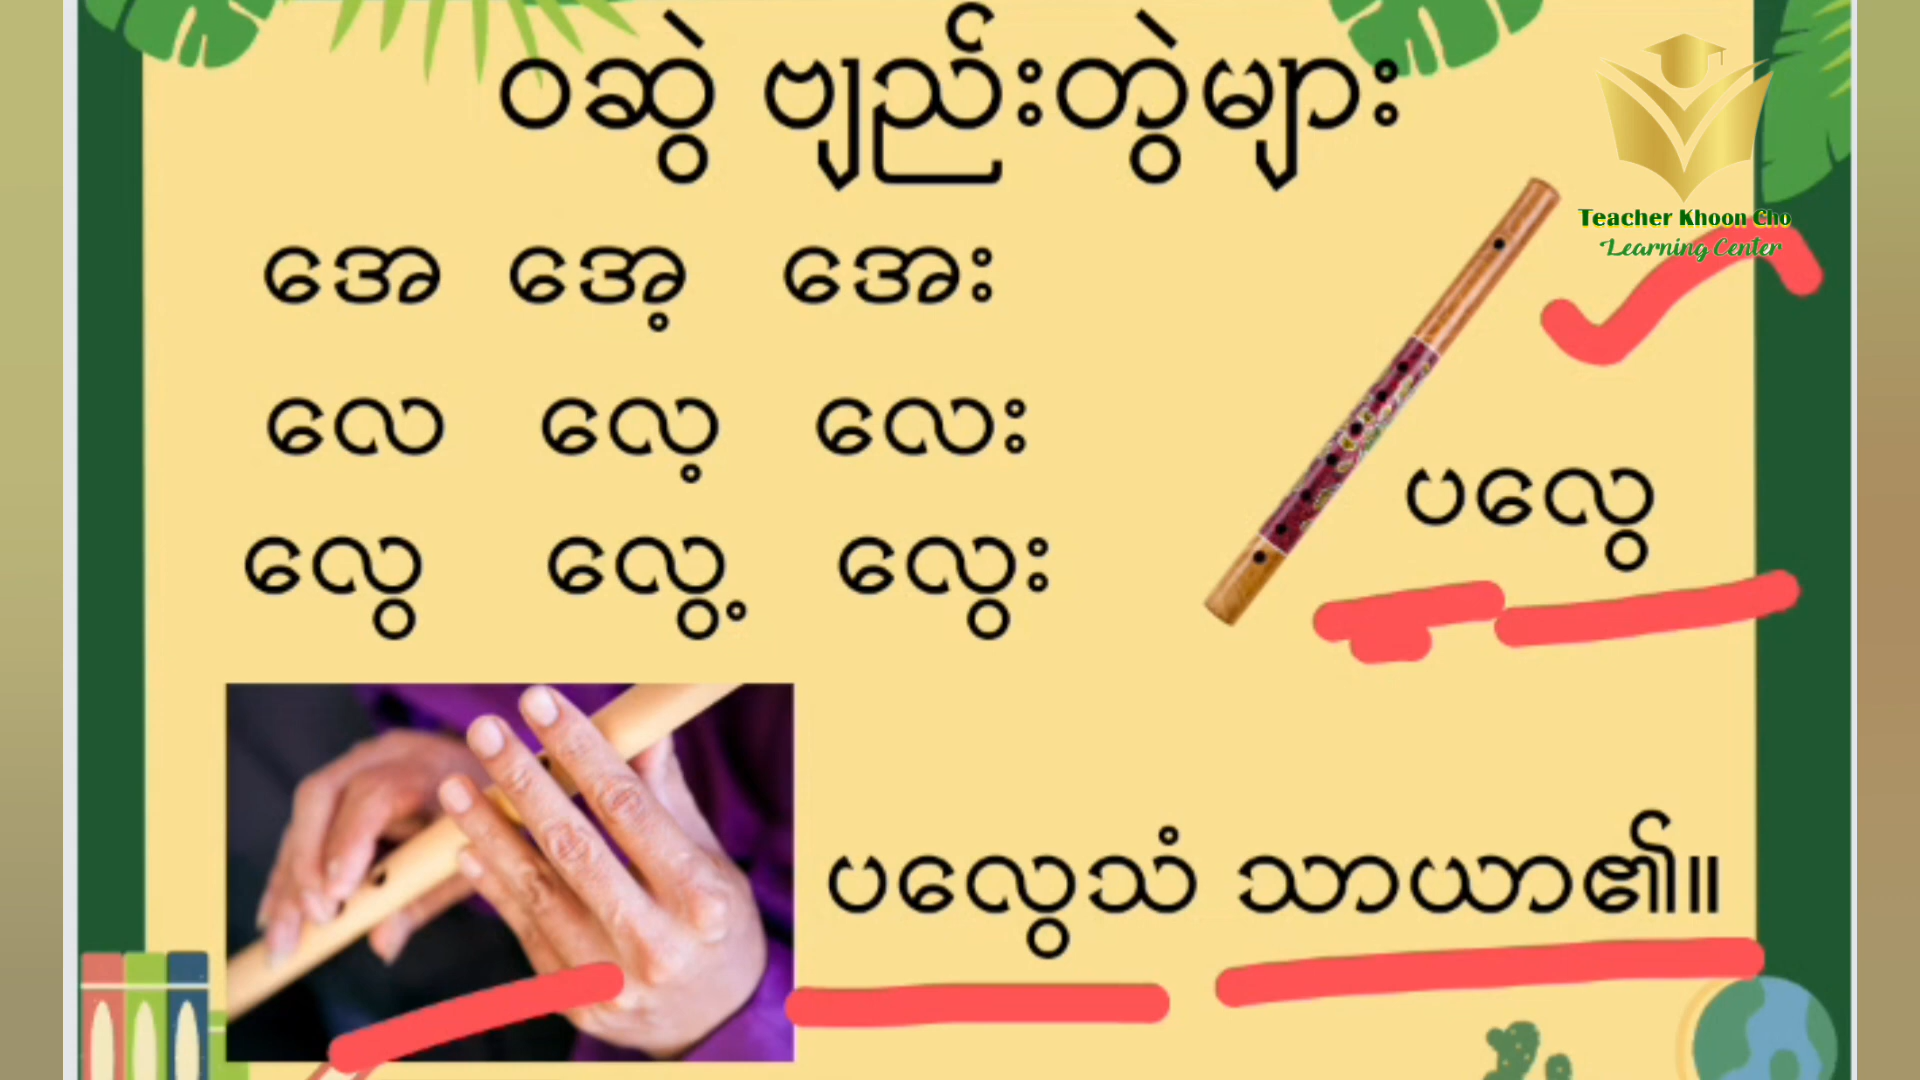 ဝဆွဲ ဗျည်းတွဲများ
Teacher Khoon Cho
Learning Center
အေ အေ့ အေး
လေ လေ့ လေး
ပလွေ
လွေ လွေ့ လွေး
ပလွေသံ သာယာ၏။